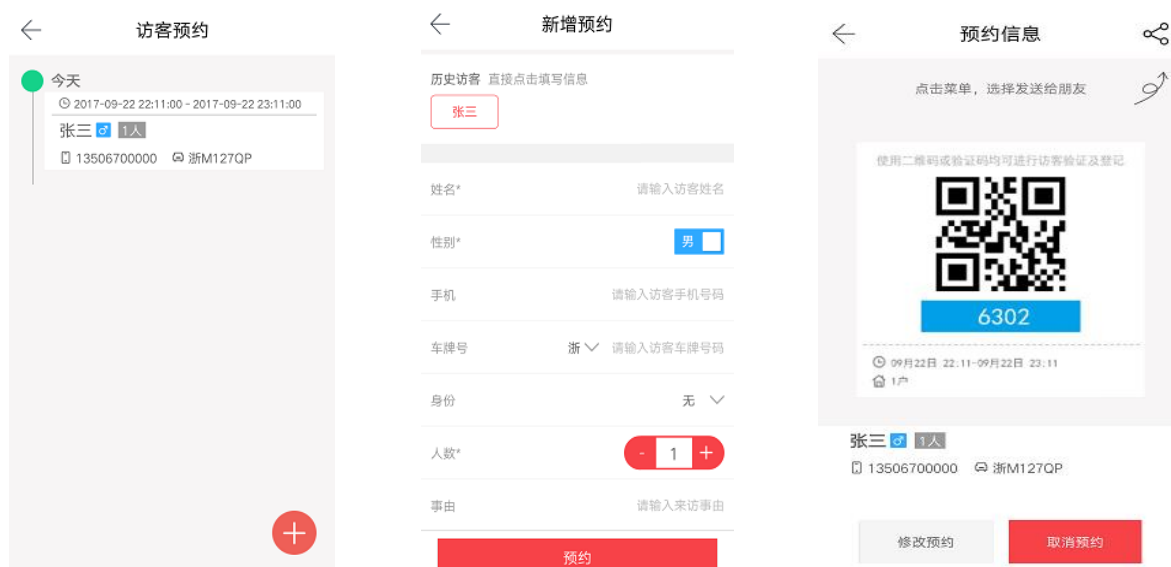 访客预约
今天
2017-09-22 22:11:00 - 2017-09-22 23:11:00
张三 1人
13506700000 浙M127QP
新增预约
历史访客 直接点击填写信息
张三
姓名* 请输入访客姓名
性别* 男
手机 请输入访客手机号码
车牌号 浙 请输入访客车牌号码
身份 无
人数* - 1 +
事由 请输入来访事由
预约
预约信息
点击菜单，选择发送给朋友
使用二维码或验证码均可进行访客验证及登记
6302
09月22日 22:11-09月22日 23:11
1户
张三 1人
13506700000 浙M127QP
修改预约 取消预约